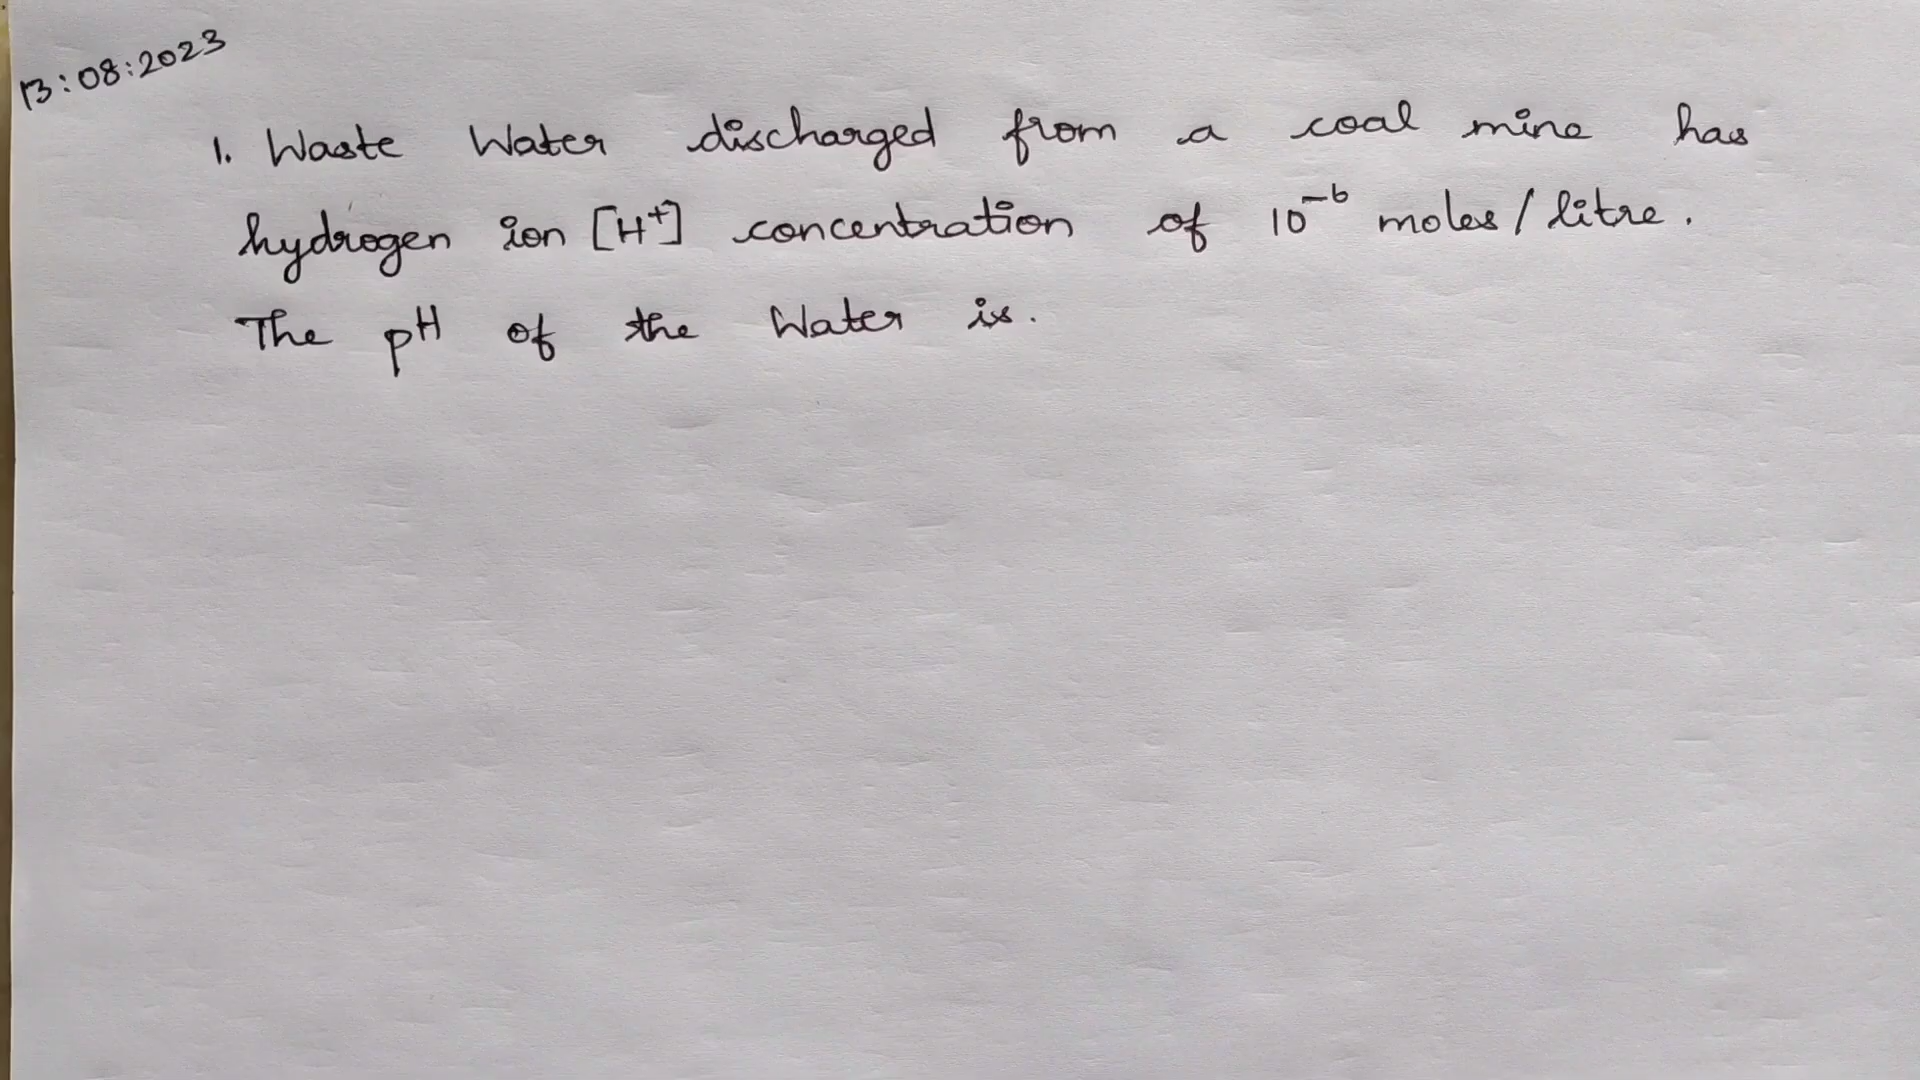 13:08:2023
1. Waste Water discharged from a coal mine has
hydrogen ion [H⁺] concentration of 10⁻⁶ moles/litre.
The pH of the Water is.